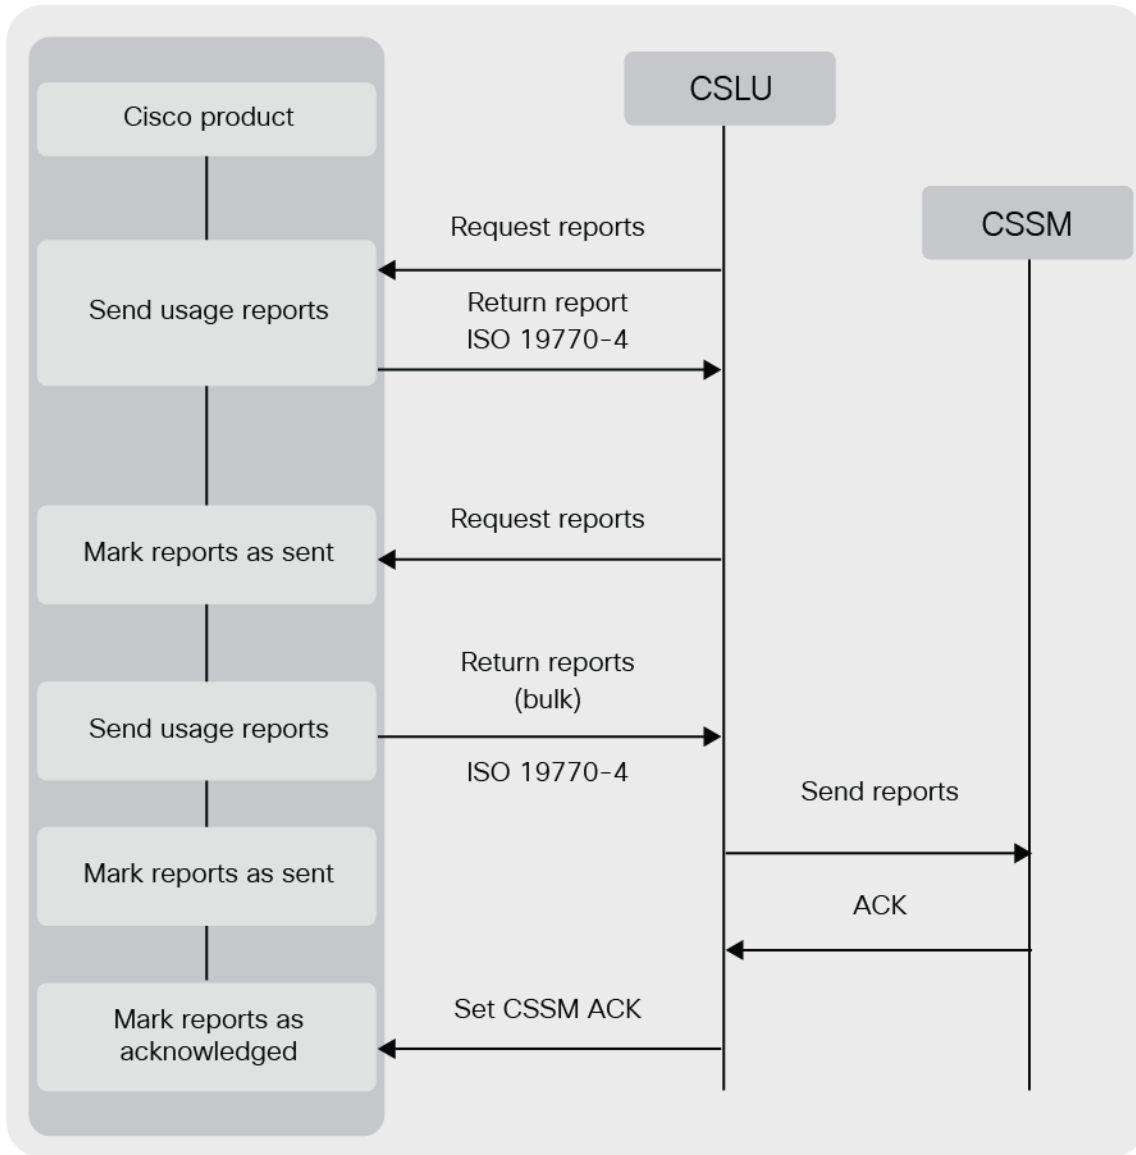 CSLU
Cisco product
CSSM
Request reports
Send usage reports
Return report
ISO 19770-4
Request reports
Mark reports as sent
Return reports
(bulk)
Send usage reports
ISO 19770-4
Send reports
Mark reports as sent
ACK
Set CSSM ACK
Mark reports as
acknowledged